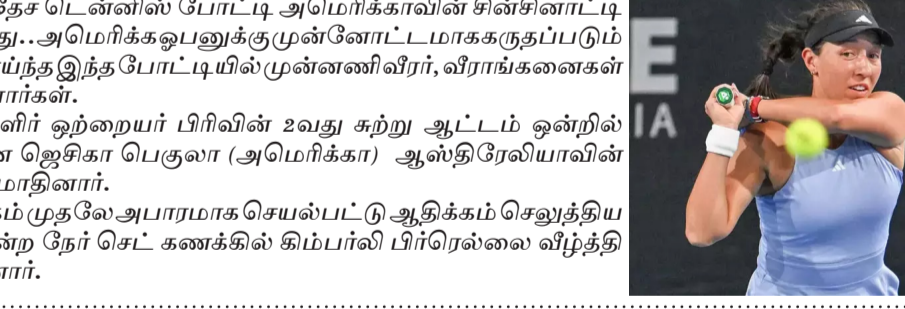 தேச டென்னிஸ் போட்டி அமெரிக்காவின் சின்சினாட்டி
து..அமெரிக்கஓபனுக்குமுன்னோட்டமாககருதப்படும்
ய்ந்த இந்த போட்டியில் முன்னணி வீரர், வீராங்கனைகள்
னார்கள்.
ளிர் ஒற்றையர் பிரிவின் 2வது சுற்று ஆட்டம் ஒன்றில்
ன ஜெசிகா பெகுலா (அமெரிக்கா) ஆஸ்திரேலியாவின்
மாதினார்.
கம் முதலே அபாரமாக செயல்பட்டு ஆதிக்கம் செலுத்திய
ன்ற நேர் செட் கணக்கில் கிம்பர்லி பிர்ரெல்லை வீழ்த்தி
னார்.
E
IA